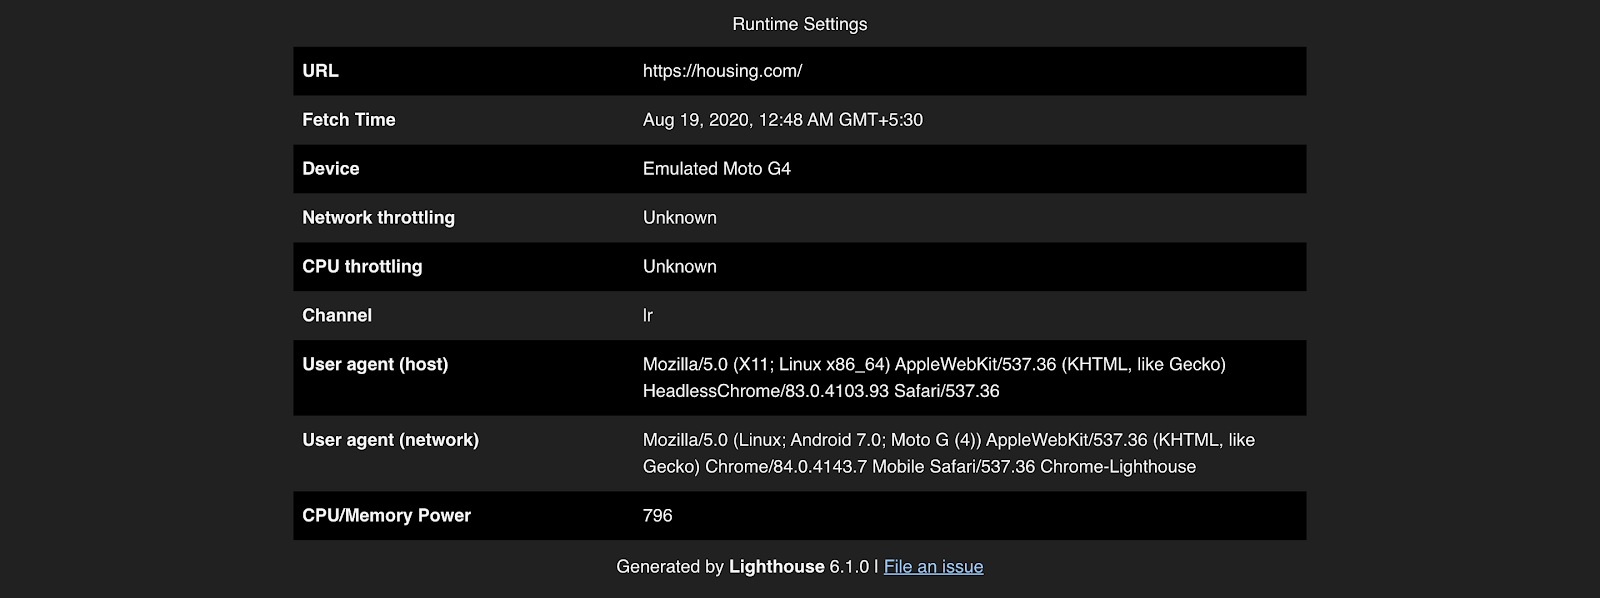 Runtime Settings
URL https://housing.com/
Fetch Time Aug 19, 2020, 12:48 AM GMT+5:30
Device Emulated Moto G4
Network throttling Unknown
CPU throttling Unknown
Channel lr
User agent (host) Mozilla/5.0 (X11; Linux x86_64) AppleWebKit/537.36 (KHTML, like Gecko)
HeadlessChrome/83.0.4103.93 Safari/537.36
User agent (network) Mozilla/5.0 (Linux; Android 7.0; Moto G (4)) AppleWebKit/537.36 (KHTML, like
Gecko) Chrome/84.0.4143.7 Mobile Safari/537.36 Chrome-Lighthouse
CPU/Memory Power 796
Generated by Lighthouse 6.1.0 | File an issue